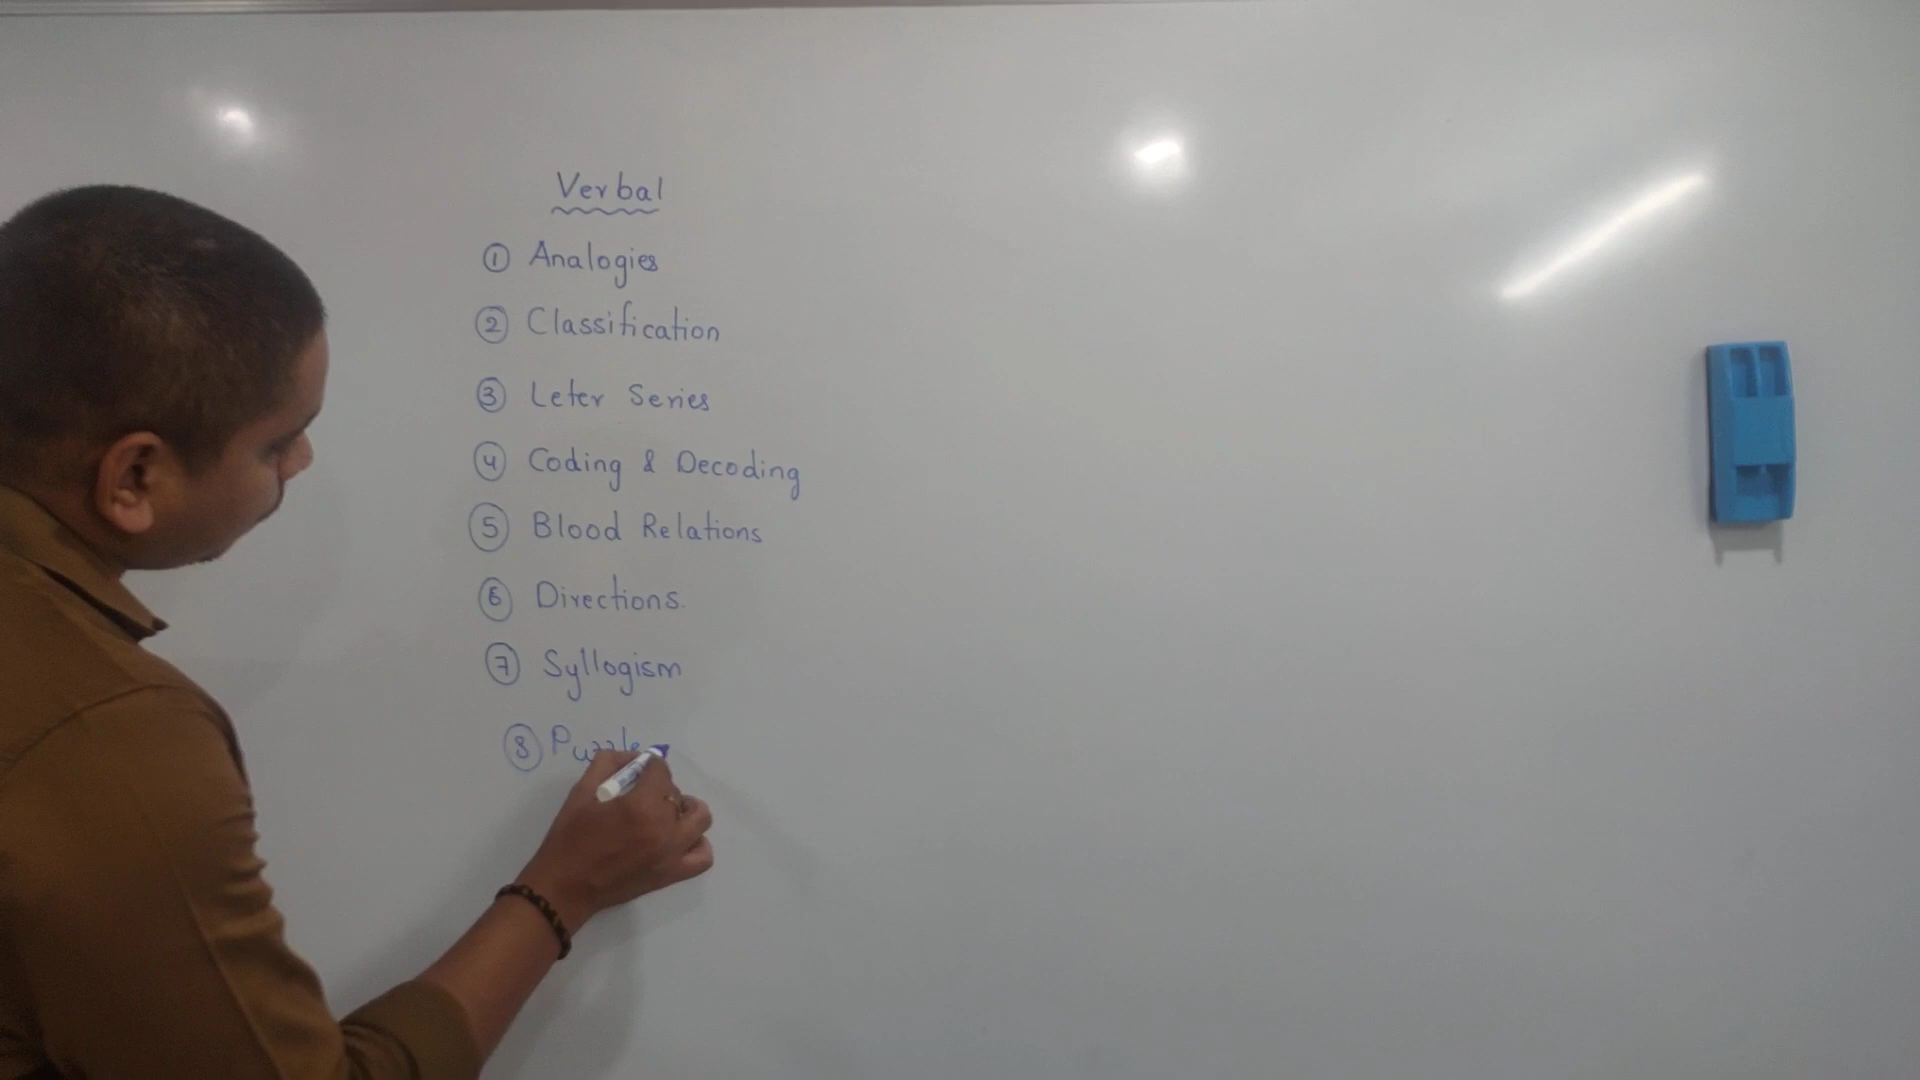 Verbal
① Analogies
② Classification
③ Leter Series
④ Coding & Decoding
⑤ Blood Relations
⑥ Directions.
⑦ Syllogism
⑧ Puzzle